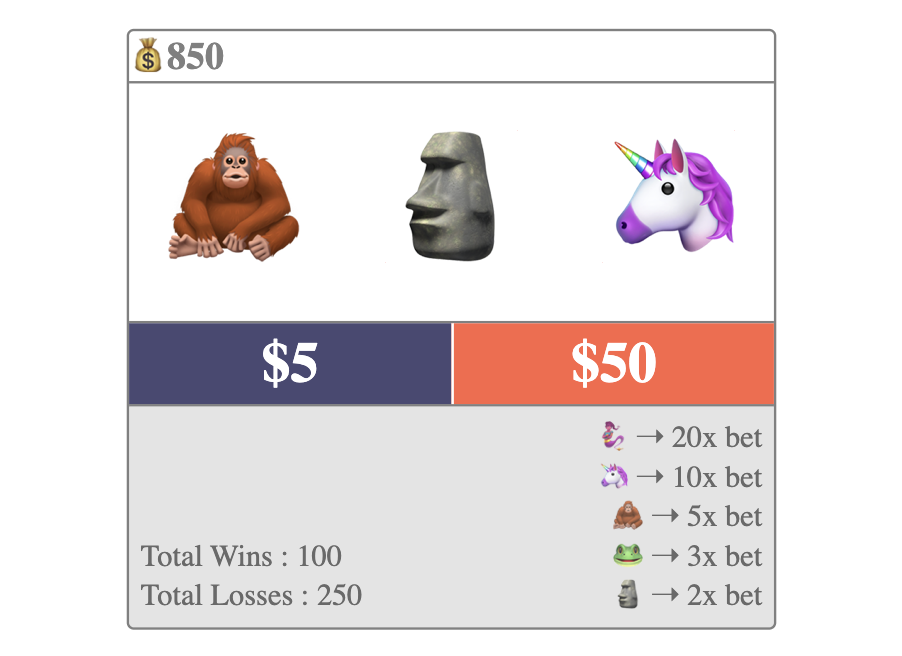 850
$5 $50
→ 20x bet
→ 10x bet
→ 5x bet
Total Wins : 100 → 3x bet
Total Losses : 250 → 2x bet